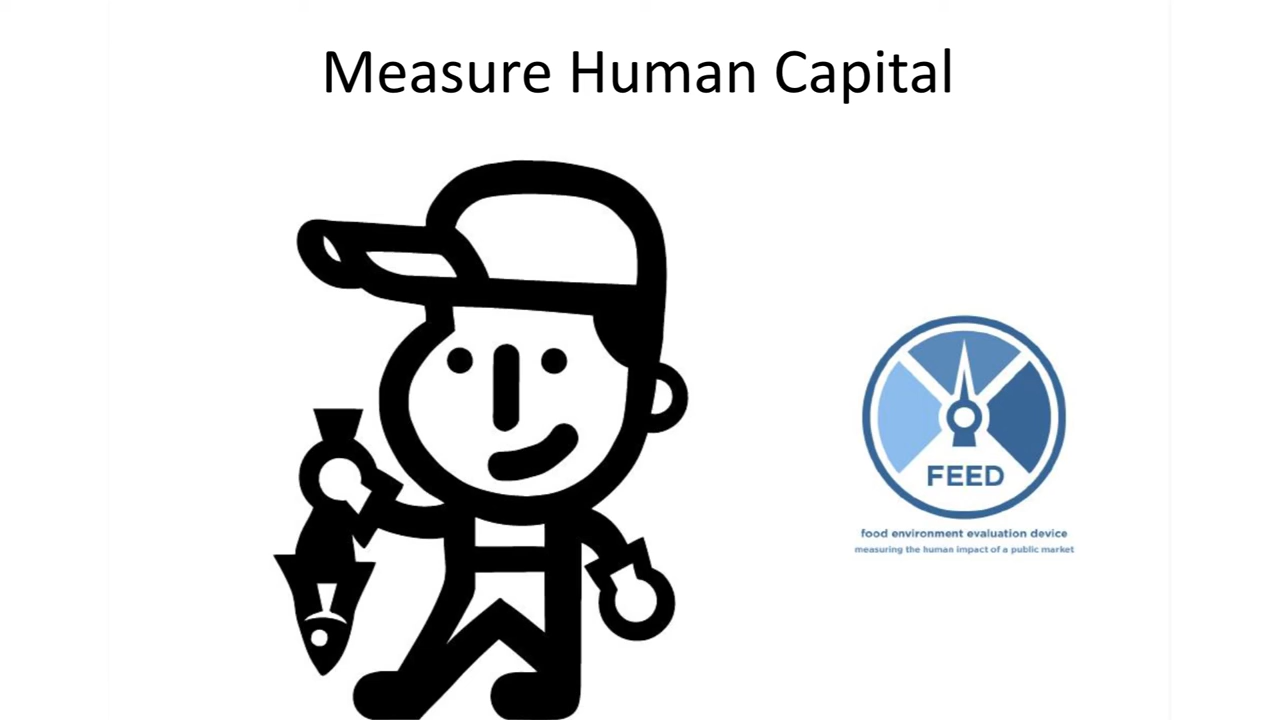 Measure Human Capital
FEED
food environment evaluation device
measuring the human impact of a public market